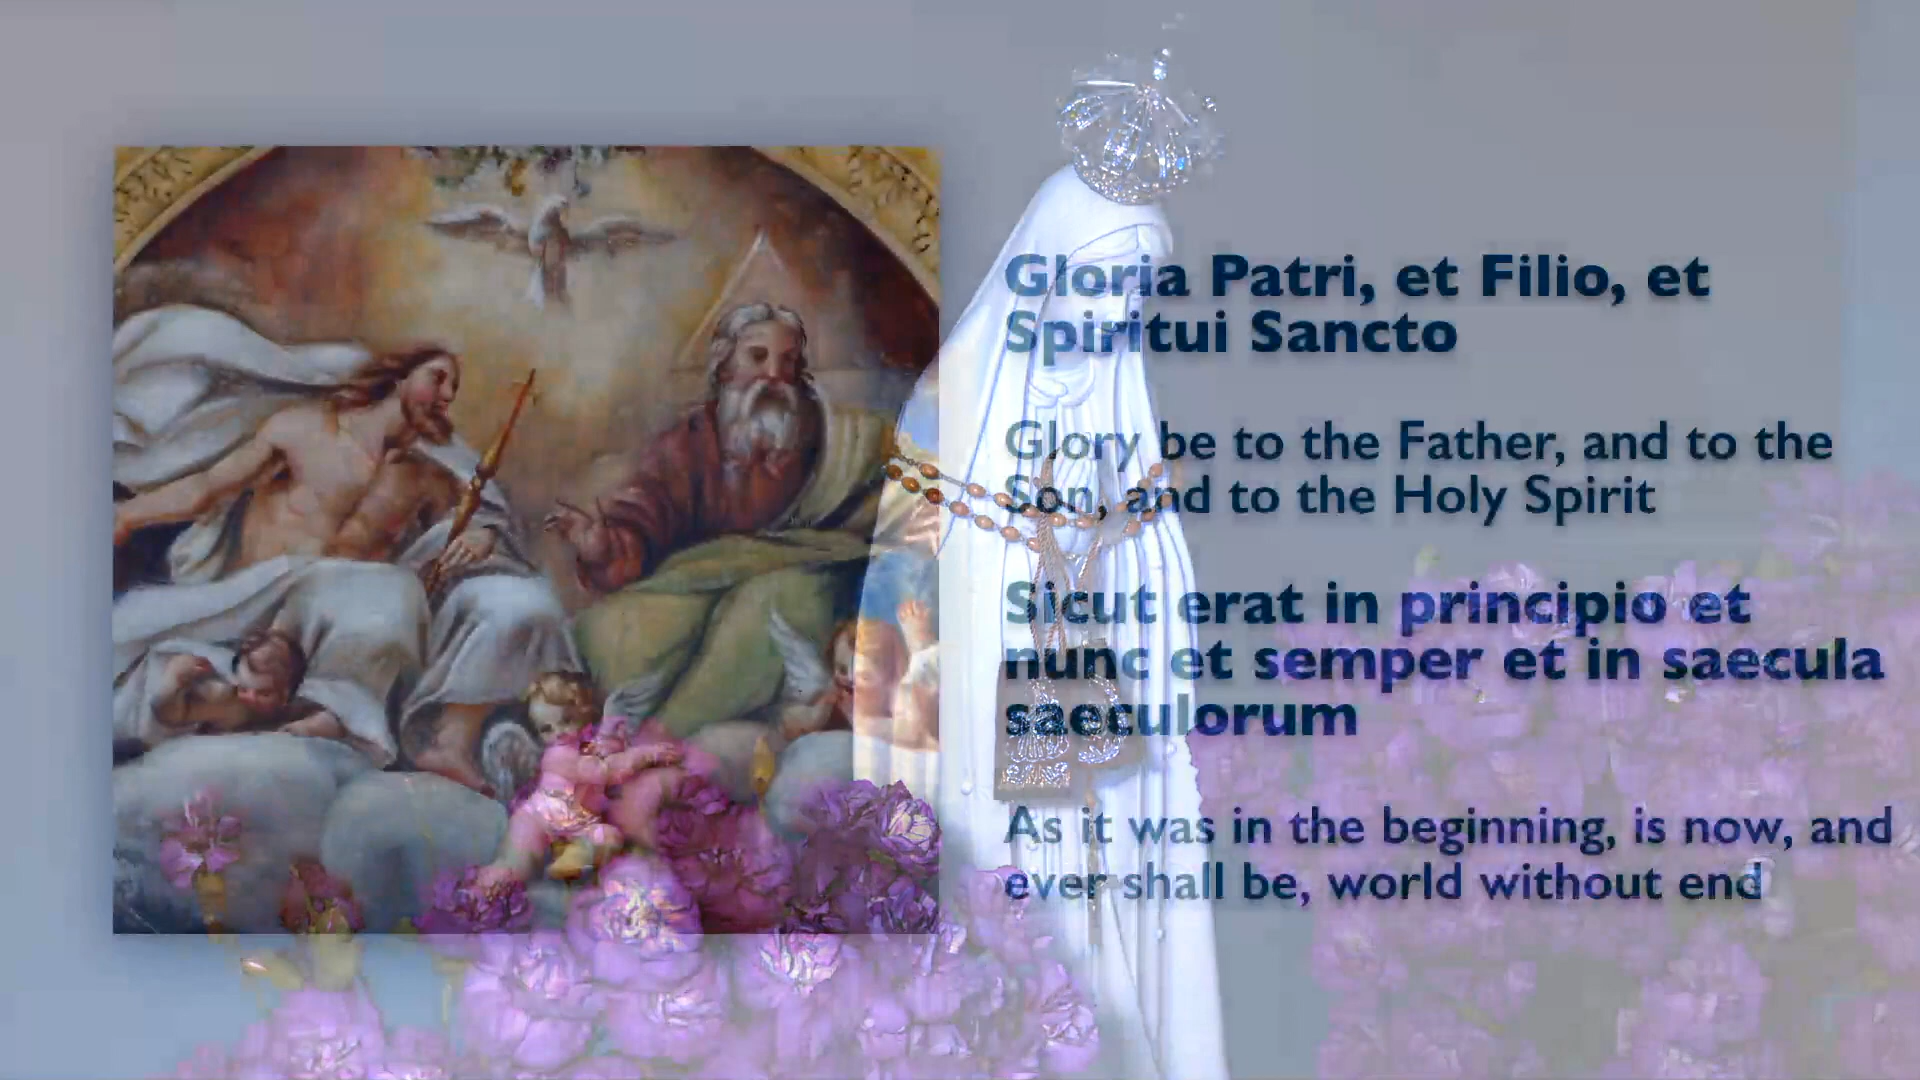 Gloria Patri, et Filio, et
Spiritui Sancto
Glory be to the Father, and to the
Son, and to the Holy Spirit
Sicut erat in principio et
nunc et semper et in saecula
saeculorum
As it was in the beginning, is now, and
ever shall be, world without end